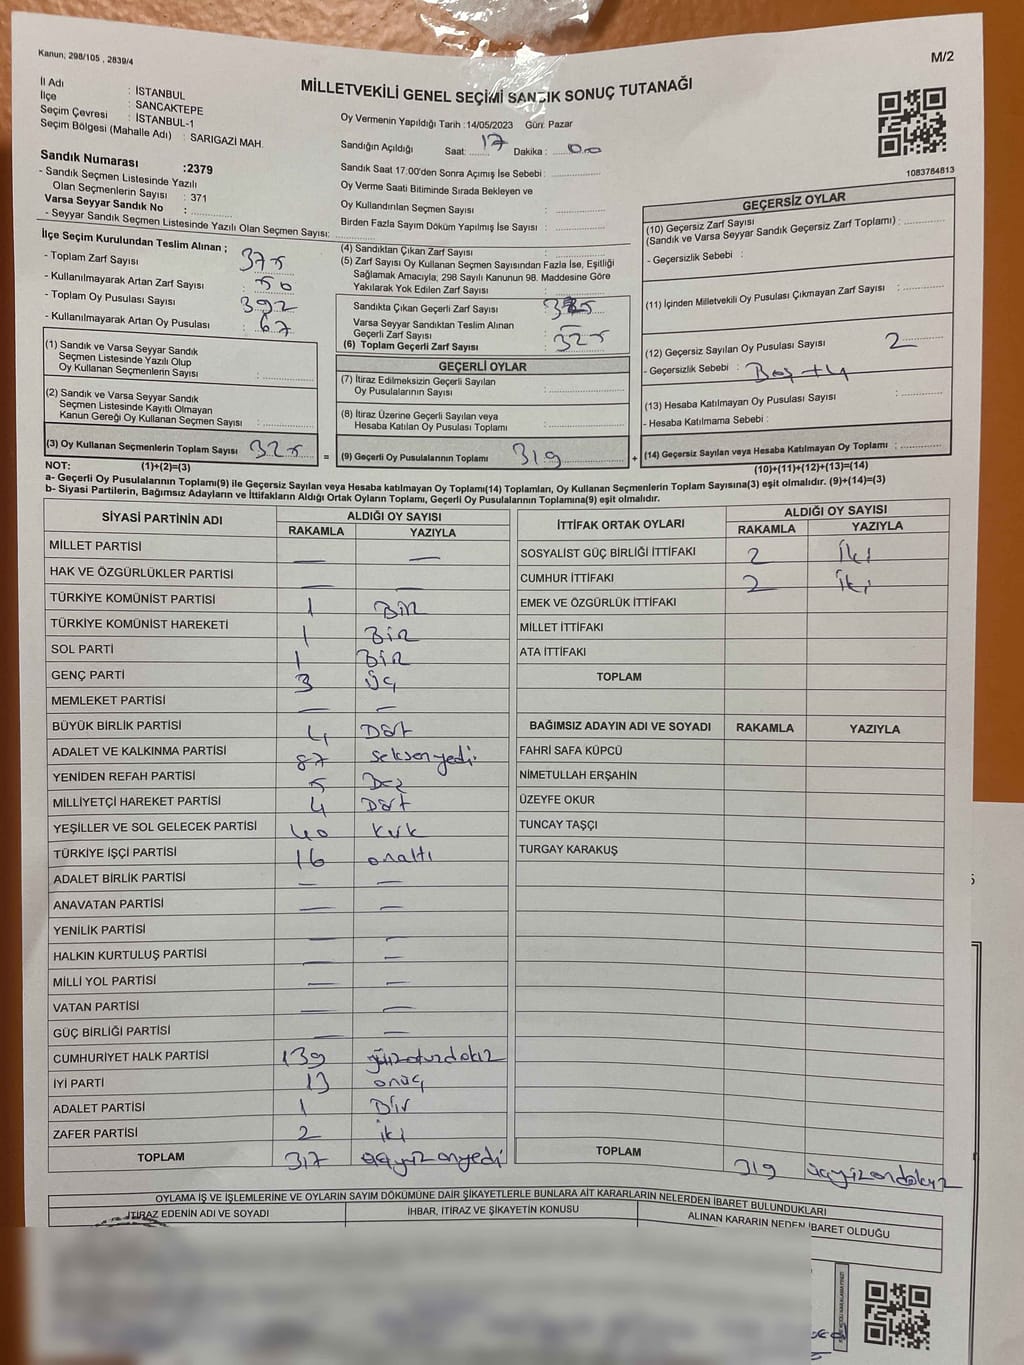 Kanun, 298/105 , 2839/4
M/2
MİLLETVEKİLİ GENEL SEÇİMİ SANDIK SONUÇ TUTANAĞI
İl Adı : İSTANBUL
İlçe : SANCAKTEPE
Seçim Çevresi : İSTANBUL-1
Seçim Bölgesi (Mahalle Adı) : SARIGAZİ MAH.
Sandık Numarası :2379
- Sandık Seçmen Listesinde Yazılı
Olan Seçmenlerin Sayısı : 371
Varsa Seyyar Sandık No :
- Seyyar Sandık Seçmen Listesinde Yazılı Olan Seçmen Sayısı:
Oy Vermenin Yapıldığı Tarih :14/05/2023 Gün: Pazar
Sandığın Açıldığı Saat: 17 Dakika : 00
Sandık Saat 17:00'den Sonra Açımış İse Sebebi :
Oy Verme Saati Bitiminde Sırada Bekleyen ve
Oy Kullandırılan Seçmen Sayısı :
Birden Fazla Sayım Döküm Yapılmış İse Sayısı :
1083784813
İlçe Seçim Kurulundan Teslim Alınan ;
- Toplam Zarf Sayısı : 375
- Kullanılmayarak Artan Zarf Sayısı : 50
- Toplam Oy Pusulası Sayısı : 392
- Kullanılmayarak Artan Oy Pusulası : 67
(1) Sandık ve Varsa Seyyar Sandık
Seçmen Listesinde Yazılı Olup
Oy Kullanan Seçmenlerin Sayısı :
(2) Sandık ve Varsa Seyyar Sandık
Seçmen Listesinde Kayıtlı Olmayan
Kanun Gereği Oy Kullanan Seçmen Sayısı :
(3) Oy Kullanan Seçmenlerin Toplam Sayısı 325
(4) Sandıktan Çıkan Zarf Sayısı :
(5) Zarf Sayısı Oy Kullanan Seçmen Sayısından Fazla İse, Eşitliği
Sağlamak Amacıyla; 298 Sayılı Kanunun 98. Maddesine Göre
Yakılarak Yok Edilen Zarf Sayısı :
Sandıkta Çıkan Geçerli Zarf Sayısı :
Varsa Seyyar Sandıktan Teslim Alınan
Geçerli Zarf Sayısı : —
(6) Toplam Geçerli Zarf Sayısı : 325
GEÇERLİ OYLAR
(7) İtiraz Edilmeksizin Geçerli Sayılan
Oy Pusulalarının Sayısı :
(8) İtiraz Üzerine Geçerli Sayılan veya
Hesaba Katılan Oy Pusulası Toplamı :
= (9) Geçerli Oy Pusulalarının Toplamı 319
GEÇERSİZ OYLAR
(10) Geçersiz Zarf Sayısı
(Sandık ve Varsa Seyyar Sandık Geçersiz Zarf Toplamı) :
- Geçersizlik Sebebi :
(11) İçinden Milletvekili Oy Pusulası Çıkmayan Zarf Sayısı :
(12) Geçersiz Sayılan Oy Pusulası Sayısı : 2
- Geçersizlik Sebebi :
(13) Hesaba Katılmayan Oy Pusulası Sayısı :
- Hesaba Katılmama Sebebi :
+ (14) Geçersiz Sayılan veya Hesaba Katılmayan Oy Toplamı :
NOT: (1)+(2)=(3)
(10)+(11)+(12)+(13)=(14)
a- Geçerli Oy Pusulalarının Toplamı(9) ile Geçersiz Sayılan veya Hesaba katılmayan Oy Toplamı(14) Toplamları, Oy Kullanan Seçmenlerin Toplam Sayısına(3) eşit olmalıdır. (9)+(14)=(3)
b- Siyasi Partilerin, Bağımsız Adayların ve İttifakların Aldığı Ortak Oyların Toplamı, Geçerli Oy Pusulalarının Toplamına(9) eşit olmalıdır.
SİYASİ PARTİNİN ADI ALDIĞI OY SAYISI
RAKAMLA YAZIYLA
MİLLET PARTİSİ — —
HAK VE ÖZGÜRLÜKLER PARTİSİ — —
TÜRKİYE KOMÜNİST PARTİSİ 1 BİR
TÜRKİYE KOMÜNİST HAREKETİ 1 BİR
SOL PARTİ 1 BİR
GENÇ PARTİ 3 Üç
MEMLEKET PARTİSİ — —
BÜYÜK BİRLİK PARTİSİ 4 Dört
ADALET VE KALKINMA PARTİSİ 87 seksenyedi
YENİDEN REFAH PARTİSİ 5 Beş
MİLLİYETÇİ HAREKET PARTİSİ 4 Dört
YEŞİLLER VE SOL GELECEK PARTİSİ 40 Kırk
TÜRKİYE İŞÇİ PARTİSİ 16 onaltı
ADALET BİRLİK PARTİSİ — —
ANAVATAN PARTİSİ — —
YENİLİK PARTİSİ — —
HALKIN KURTULUŞ PARTİSİ — —
MİLLİ YOL PARTİSİ — —
VATAN PARTİSİ — —
GÜÇ BİRLİĞİ PARTİSİ — —
CUMHURİYET HALK PARTİSİ 139 yüzotuzdokuz
İYİ PARTİ 13 onüç
ADALET PARTİSİ 1 Bir
ZAFER PARTİSİ 2 iki
TOPLAM 317 üçyüzonyedi
İTTİFAK ORTAK OYLARI ALDIĞI OY SAYISI
RAKAMLA YAZIYLA
SOSYALİST GÜÇ BİRLİĞİ İTTİFAKI 2 İki
CUMHUR İTTİFAKI 2 İki
EMEK VE ÖZGÜRLÜK İTTİFAKI
MİLLET İTTİFAKI
ATA İTTİFAKI
TOPLAM
BAĞIMSIZ ADAYIN ADI VE SOYADI RAKAMLA YAZIYLA
FAHRİ SAFA KÜPCÜ
NİMETULLAH ERŞAHİN
ÜZEYFE OKUR
TUNCAY TAŞÇI
TURGAY KARAKUŞ
TOPLAM 319 üçyüzondokuz
OYLAMA İŞ VE İŞLEMLERİNE VE OYLARIN SAYIM DÖKÜMÜNE DAİR ŞİKAYETLERLE BUNLARA AİT KARARLARIN NELERDEN İBARET BULUNDUKLARI
İTİRAZ EDENİN ADI VE SOYADI
İHBAR, İTİRAZ VE ŞİKAYETİN KONUSU
ALINAN KARARIN NEDEN İBARET OLDUĞU